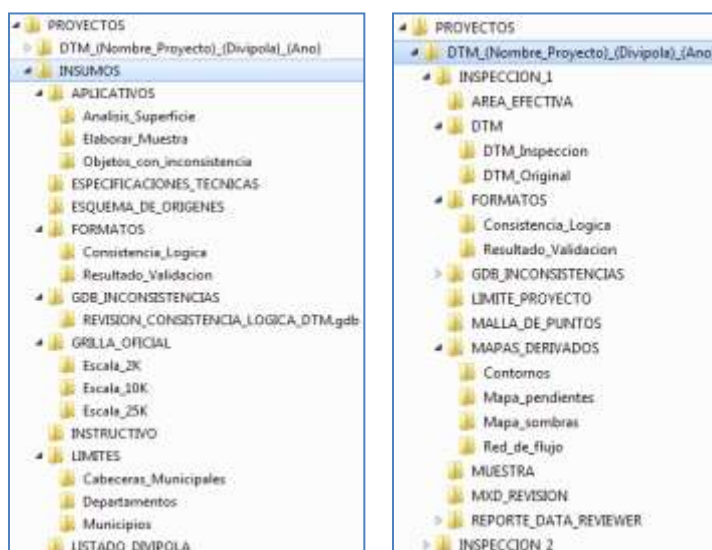 PROYECTOS
DTM_(Nombre_Proyecto)_(Divipola)_(Ano)
INSUMOS
APLICATIVOS
Analisis_Superficie
Elaborar_Muestra
Objetos_con_inconsistencia
ESPECIFICACIONES_TECNICAS
ESQUEMA_DE_ORIGENES
FORMATOS
Consistencia_Logica
Resultado_Validacion
GDB_INCONSISTENCIAS
REVISION_CONSISTENCIA_LOGICA_DTM.gdb
GRILLA_OFICIAL
Escala_2K
Escala_10K
Escala_25K
INSTRUCTIVO
LIMITES
Cabeceras_Municipales
Departamentos
Municipios
LISTADO_DIVIPOLA
PROYECTOS
DTM_(Nombre_Proyecto)_(Divipola)_(Ano
INSPECCION_1
AREA_EFECTIVA
DTM
DTM_Inspeccion
DTM_Original
FORMATOS
Consistencia_Logica
Resultado_Validacion
GDB_INCONSISTENCIAS
LIMITE_PROYECTO
MALLA_DE_PUNTOS
MAPAS_DERIVADOS
Contornos
Mapa_pendientes
Mapa_sombras
Red_de_flujo
MUESTRA
MXD_REVISION
REPORTE_DATA_REVIEWER
INSPECCION_2